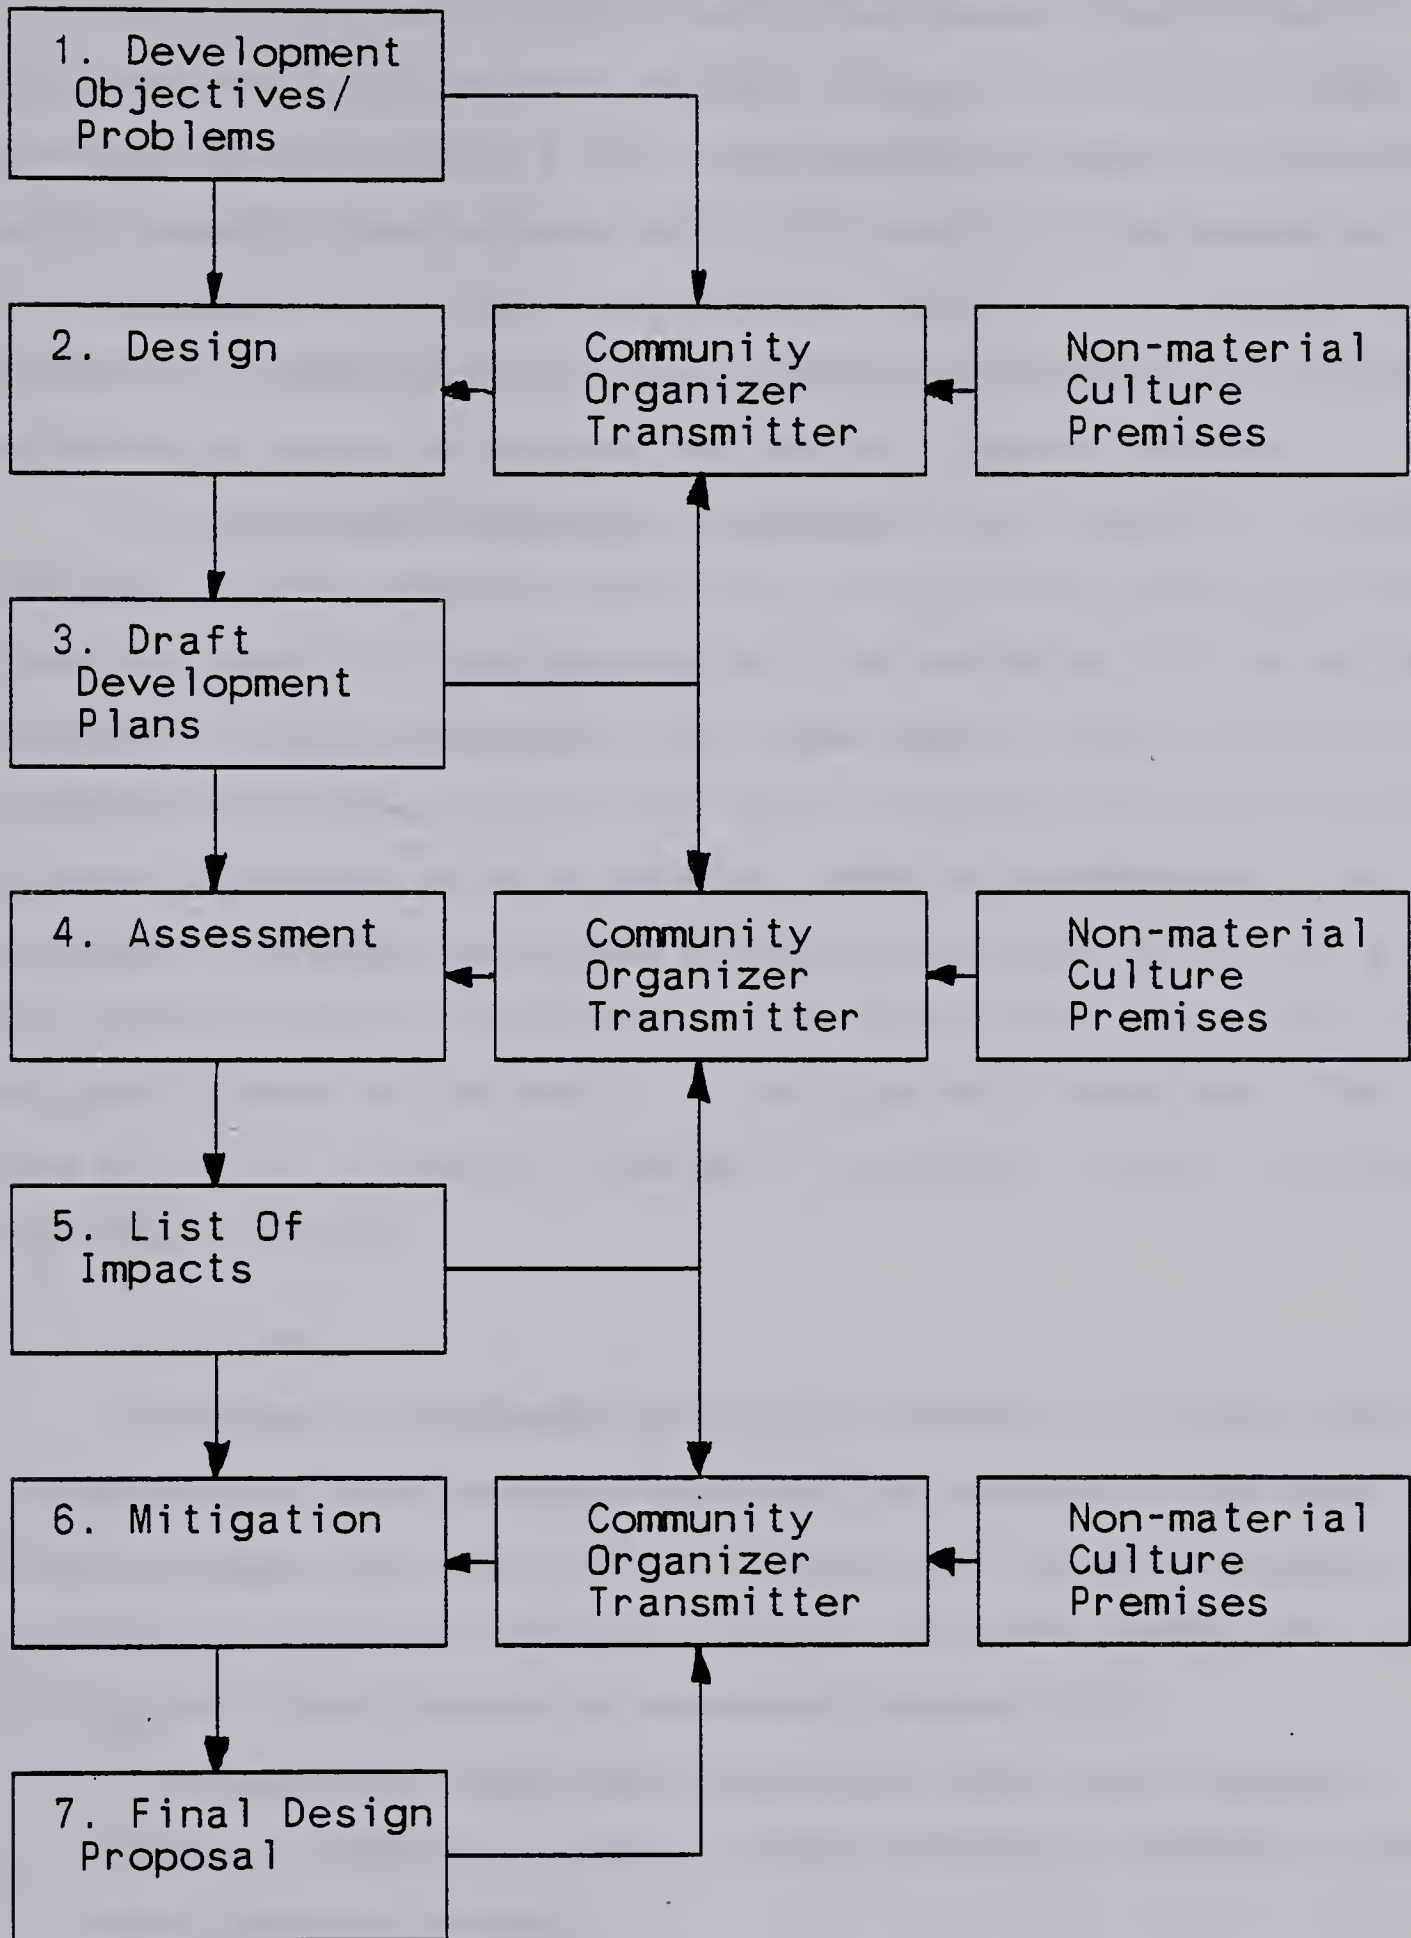 1. Development
Objectives/
Problems
2. Design
Community
Organizer
Transmitter
Non-material
Culture
Premises
3. Draft
Development
Plans
4. Assessment
Community
Organizer
Transmitter
Non-material
Culture
Premises
5. List Of
Impacts
6. Mitigation
Community
Organizer
Transmitter
Non-material
Culture
Premises
7. Final Design
Proposal